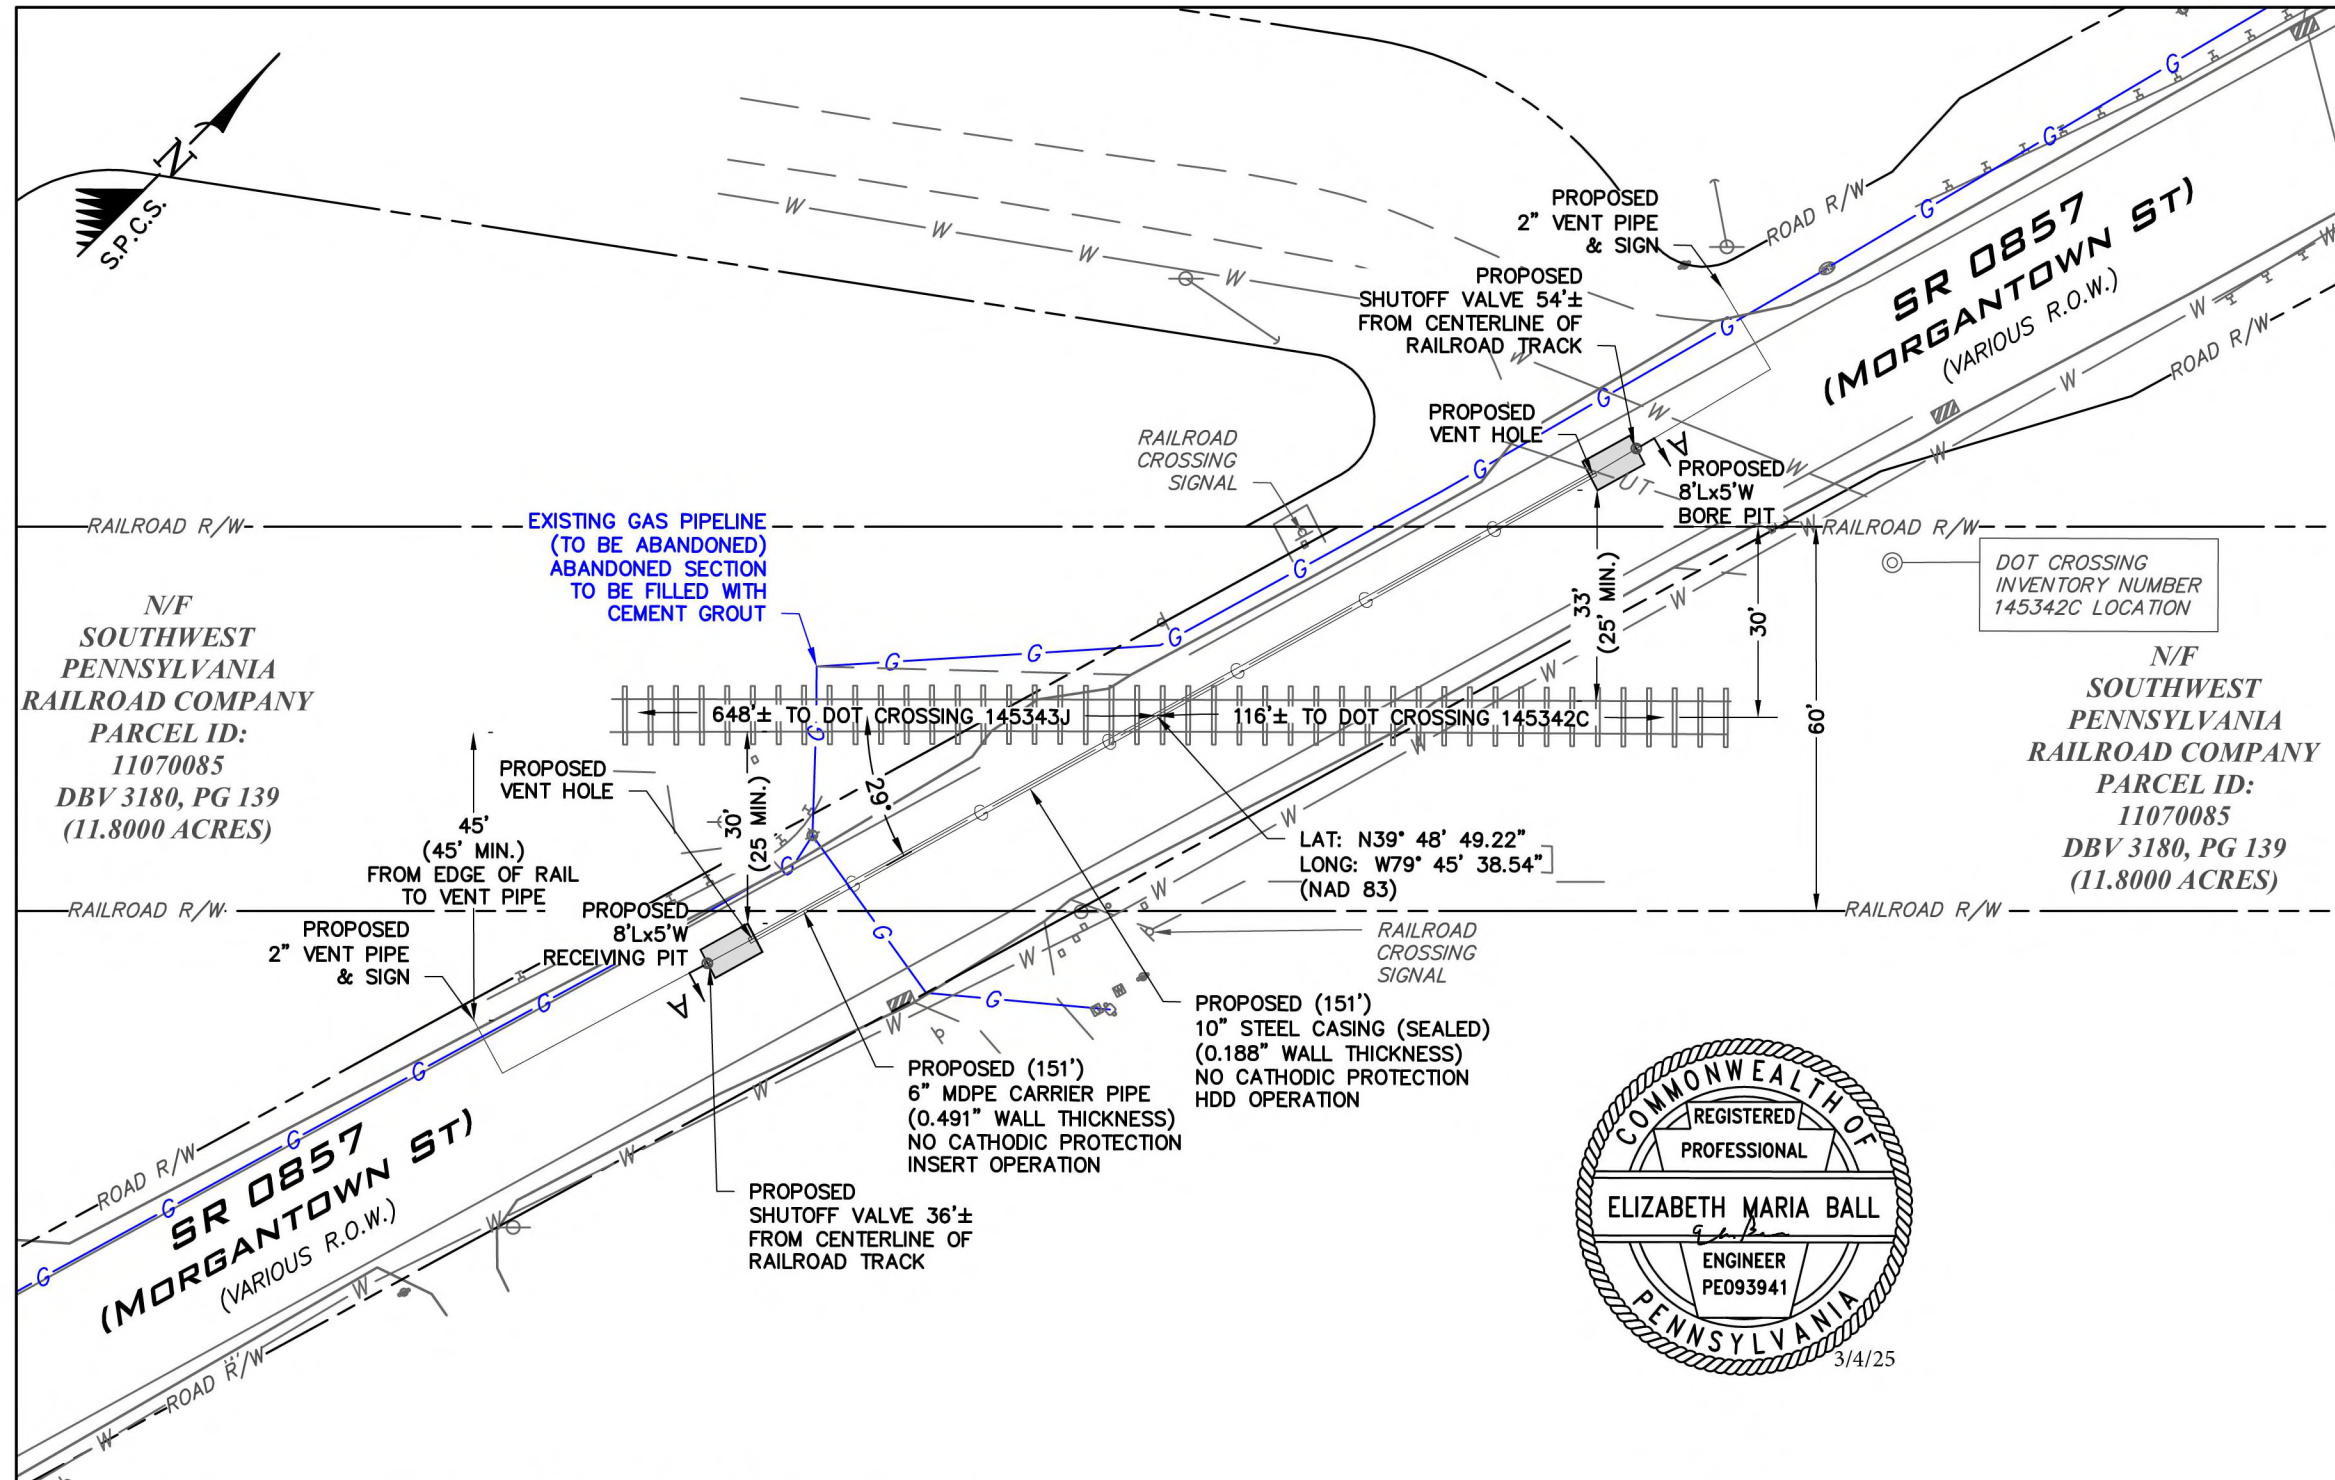 N
S.P.C.S.
PROPOSED
2" VENT PIPE
& SIGN
ROAD R/W
SR 0857
(MORGANTOWN ST)
(VARIOUS R.O.W.)
ROAD R/W
PROPOSED
SHUTOFF VALVE 54'±
FROM CENTERLINE OF
RAILROAD TRACK
PROPOSED
VENT HOLE
A
PROPOSED
8'Lx5'W
BORE PIT
UT
RAILROAD
CROSSING
SIGNAL
RAILROAD R/W
EXISTING GAS PIPELINE
(TO BE ABANDONED)
ABANDONED SECTION
TO BE FILLED WITH
CEMENT GROUT
RAILROAD R/W
DOT CROSSING
INVENTORY NUMBER
145342C LOCATION
N/F
SOUTHWEST
PENNSYLVANIA
RAILROAD COMPANY
PARCEL ID:
11070085
DBV 3180, PG 139
(11.8000 ACRES)
33'
(25' MIN.)
30'
60'
N/F
SOUTHWEST
PENNSYLVANIA
RAILROAD COMPANY
PARCEL ID:
11070085
DBV 3180, PG 139
(11.8000 ACRES)
648'± TO DOT CROSSING 145343J
116'± TO DOT CROSSING 145342C
PROPOSED
VENT HOLE
30'
(25 MIN.)
29°
45'
(45' MIN.)
FROM EDGE OF RAIL
TO VENT PIPE
LAT: N39° 48' 49.22"
LONG: W79° 45' 38.54"
(NAD 83)
RAILROAD R/W
RAILROAD R/W
PROPOSED
8'Lx5'W
RECEIVING PIT
PROPOSED
2" VENT PIPE
& SIGN
A
RAILROAD
CROSSING
SIGNAL
PROPOSED (151')
10" STEEL CASING (SEALED)
(0.188" WALL THICKNESS)
NO CATHODIC PROTECTION
HDD OPERATION
PROPOSED (151')
6" MDPE CARRIER PIPE
(0.491" WALL THICKNESS)
NO CATHODIC PROTECTION
INSERT OPERATION
PROPOSED
SHUTOFF VALVE 36'±
FROM CENTERLINE OF
RAILROAD TRACK
ROAD R/W
SR 0857
(MORGANTOWN ST)
(VARIOUS R.O.W.)
ROAD R/W
COMMONWEALTH OF
REGISTERED
PROFESSIONAL
ELIZABETH MARIA BALL
ENGINEER
PE093941
PENNSYLVANIA
3/4/25